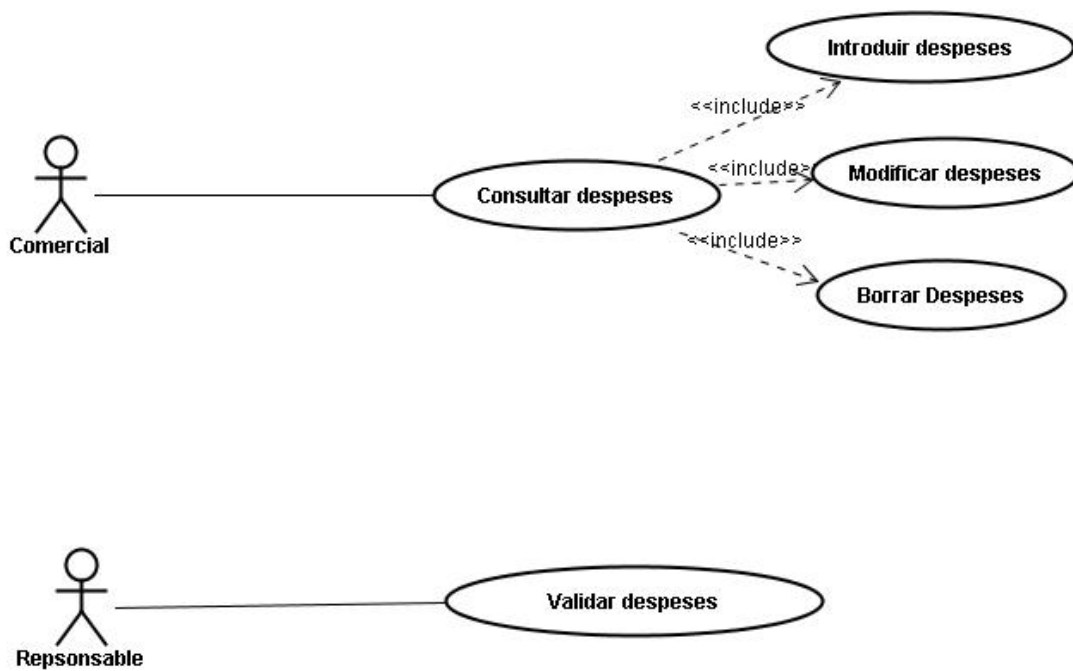 Introduir despeses
<<include>>
<<include>
Modificar despeses
Consultar despeses
Comercial
<<include>>
Borrar Despeses
Validar despeses
Repsonsable